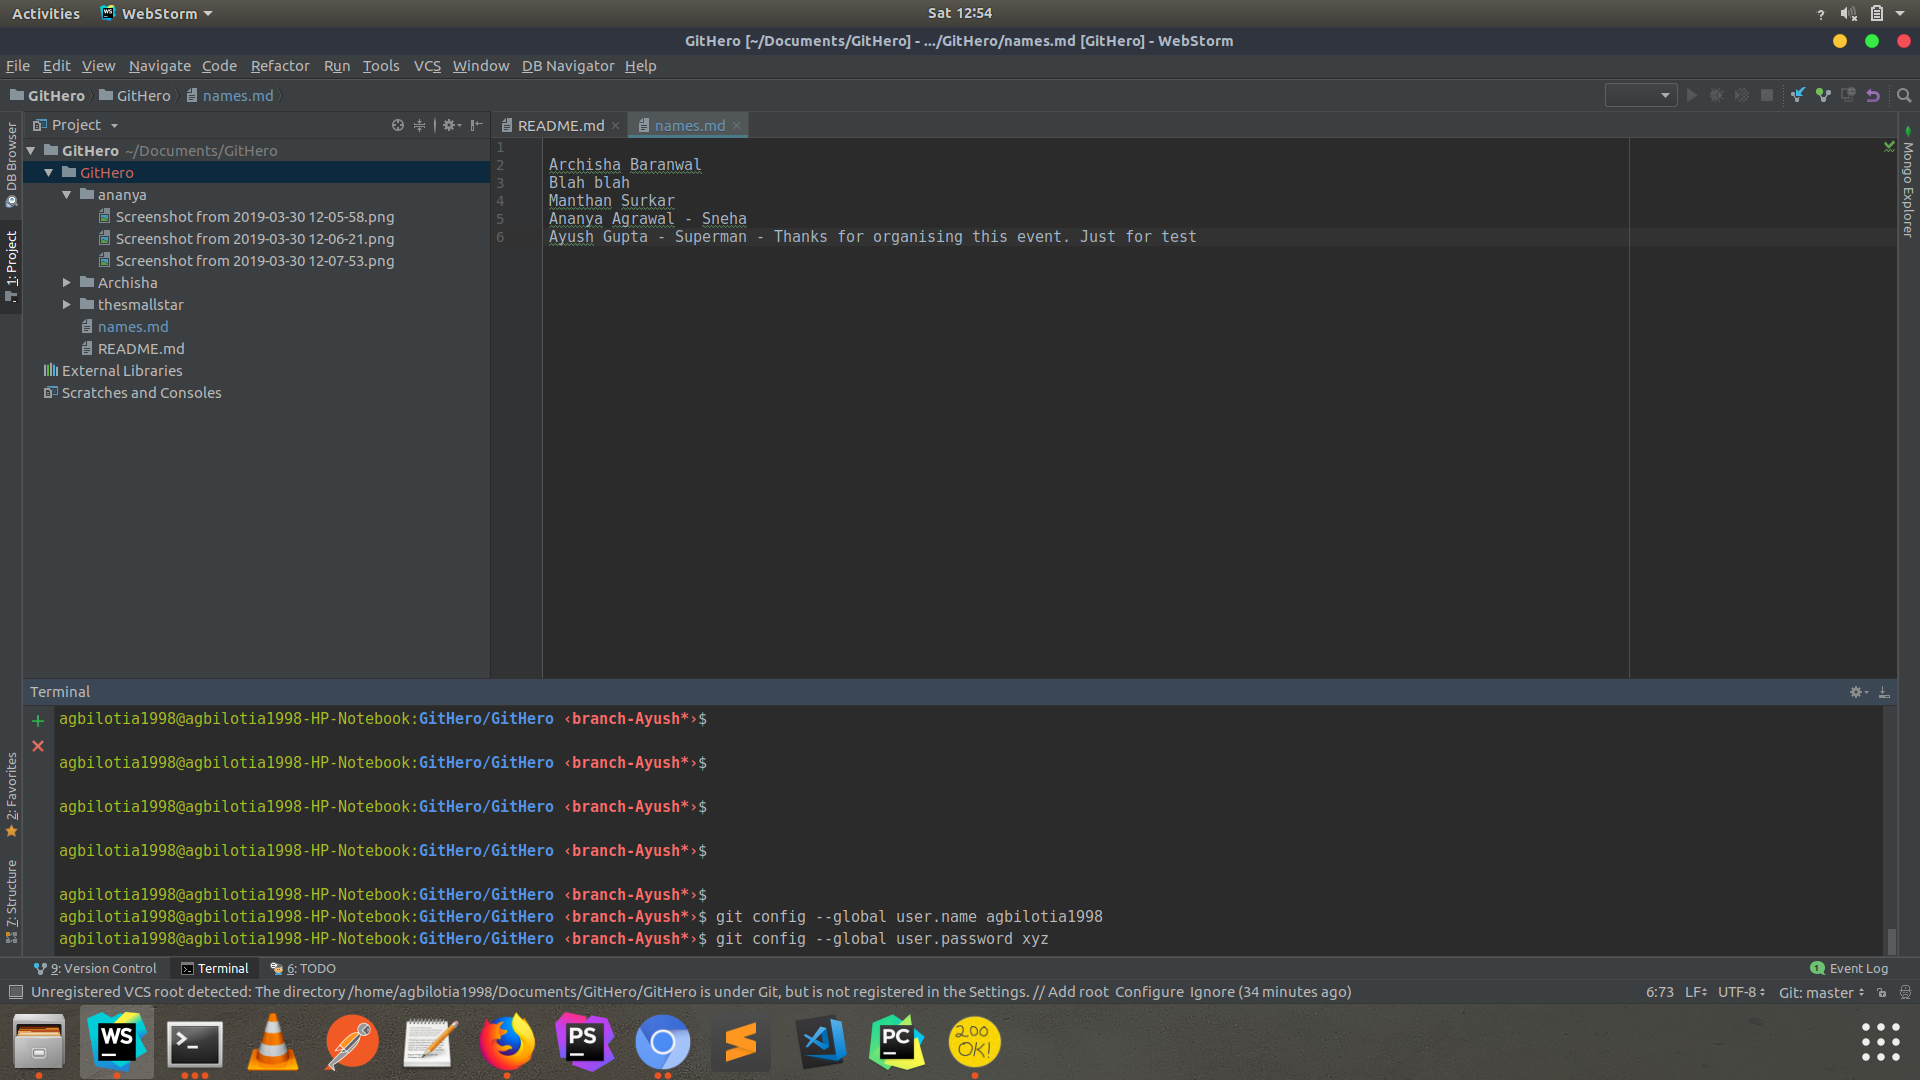 Activities WebStorm Sat 12:54 ?
GitHero [~/Documents/GitHero] - .../GitHero/names.md [GitHero] - WebStorm
File Edit View Navigate Code Refactor Run Tools VCS Window DB Navigator Help
GitHero GitHero names.md
Project
README.md names.md
GitHero ~/Documents/GitHero
GitHero
ananya
Screenshot from 2019-03-30 12-05-58.png
Screenshot from 2019-03-30 12-06-21.png
Screenshot from 2019-03-30 12-07-53.png
Archisha
thesmallstar
names.md
README.md
External Libraries
Scratches and Consoles
1
2 Archisha Baranwal
3 Blah blah
4 Manthan Surkar
5 Ananya Agrawal - Sneha
6 Ayush Gupta - Superman - Thanks for organising this event. Just for test
DB Browser
1: Project
2: Favorites
7: Structure
Mongo Explorer
Terminal
agbilotia1998@agbilotia1998-HP-Notebook:GitHero/GitHero ‹branch-Ayush*›$
agbilotia1998@agbilotia1998-HP-Notebook:GitHero/GitHero ‹branch-Ayush*›$
agbilotia1998@agbilotia1998-HP-Notebook:GitHero/GitHero ‹branch-Ayush*›$
agbilotia1998@agbilotia1998-HP-Notebook:GitHero/GitHero ‹branch-Ayush*›$
agbilotia1998@agbilotia1998-HP-Notebook:GitHero/GitHero ‹branch-Ayush*›$
agbilotia1998@agbilotia1998-HP-Notebook:GitHero/GitHero ‹branch-Ayush*›$ git config --global user.name agbilotia1998
agbilotia1998@agbilotia1998-HP-Notebook:GitHero/GitHero ‹branch-Ayush*›$ git config --global user.password xyz
9: Version Control Terminal 6: TODO 1 Event Log
Unregistered VCS root detected: The directory /home/agbilotia1998/Documents/GitHero/GitHero is under Git, but is not registered in the Settings. // Add root Configure Ignore (34 minutes ago) 6:73 LF UTF-8 Git: master
WS PS PC 200 OK!